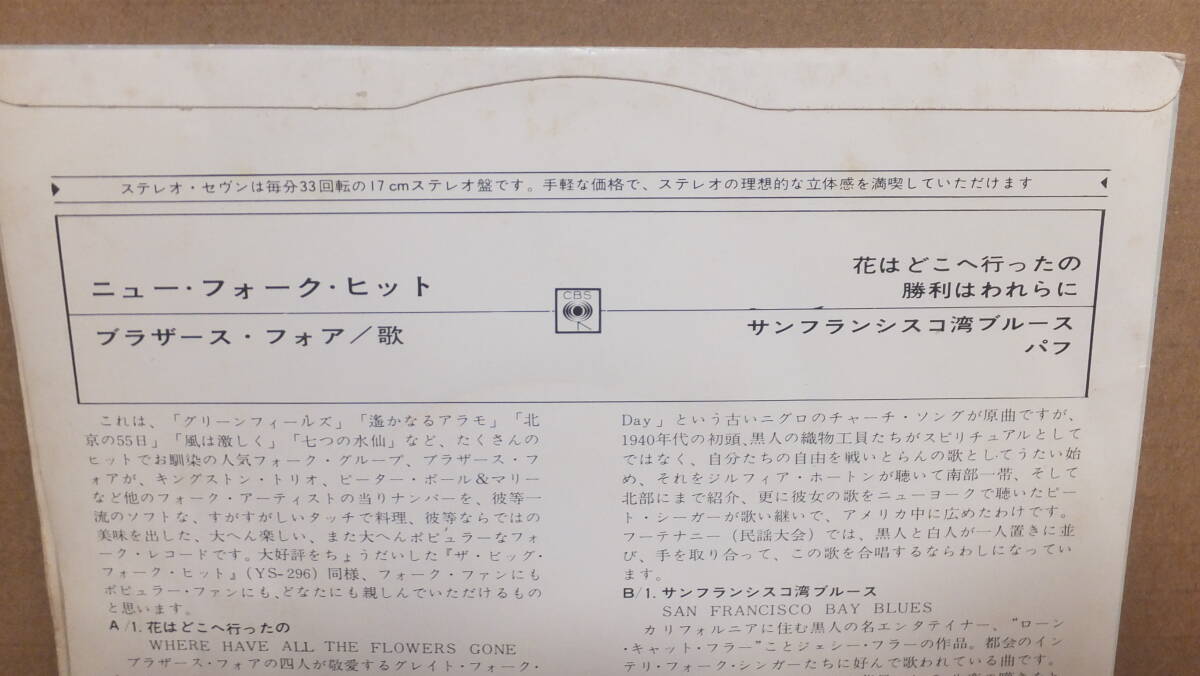 ステレオ・セヴンは毎分33回転の17cmステレオ盤です。手軽な価格で、ステレオの理想的な立体感を満喫していただけます
ニュー・フォーク・ヒット
ブラザース・フォア／歌
CBS
花はどこへ行ったの
勝利はわれらに
サンフランシスコ湾ブルース
パフ
これは、「グリーンフィールズ」「遙かなるアラモ」「北
京の55日」「風は激しく」「七つの水仙」など、たくさんの
ヒットでお馴染の人気フォーク・グループ、ブラザース・フ
ォアが、キングストン・トリオ、ピーター・ポール&マリー
など他のフォーク・アーティストの当りナンバーを、彼等一
流のソフトな、すがすがしいタッチで料理、彼等ならではの
美味を出した、大へん楽しい、また大へんポピュラーなフォ
ーク・レコードです。大好評をちょうだいした『ザ・ビッグ・
フォーク・ヒット』(YS-296) 同様、フォーク・ファンにも
ポピュラー・ファンにも、どなたにも親しんでいただけるもの
と思います。
A/1. 花はどこへ行ったの
WHERE HAVE ALL THE FLOWERS GONE
ブラザース・フォアの四人が敬愛するグレイト・フォーク・
Day」という古いニグロのチャーチ・ソングが原曲ですが、
1940年代の初頭、黒人の織物工員たちがスピリチュアルとして
ではなく、自分たちの自由を戦いとらんの歌としてうたい始
め、それをジルフィア・ホートンが聴いて南部一帯、そして
北部にまで紹介、更に彼女の歌をニューヨークで聴いたピー
ト・シーガーが歌い継いで、アメリカ中に広めたわけです。
フーテナニー（民謡大会）では、黒人と白人が一人置きに並
び、手を取り合って、この歌を合唱するならわしになってい
ます。
B/1. サンフランシスコ湾ブルース
SAN FRANCISCO BAY BLUES
カリフォルニアに住む黒人の名エンタテイナー、"ローン
・キャット・フラー"ことジェシー・フラーの作品。都会のイン
テリ・フォーク・シンガーたちに好んで歌われている曲です。